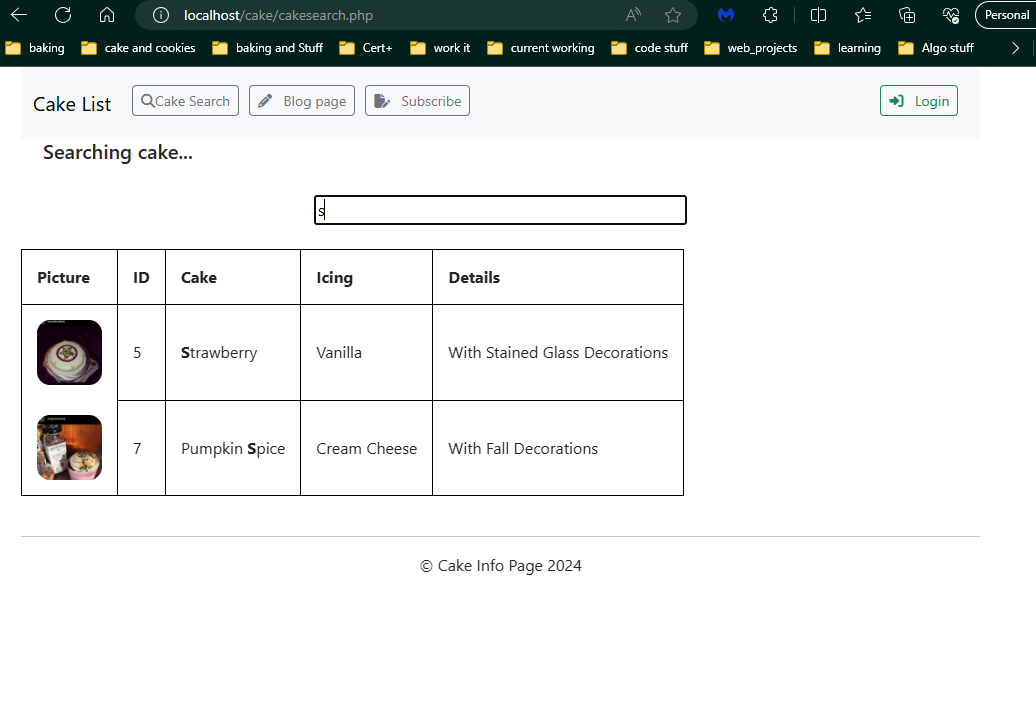 localhost/cake/cakesearch.php
Personal
baking cake and cookies baking and Stuff Cert+ work it current working code stuff web_projects learning Algo stuff
Cake List Cake Search Blog page Subscribe Login
Searching cake...
s
Picture ID Cake Icing Details
5 Strawberry Vanilla With Stained Glass Decorations
7 Pumpkin Spice Cream Cheese With Fall Decorations
© Cake Info Page 2024